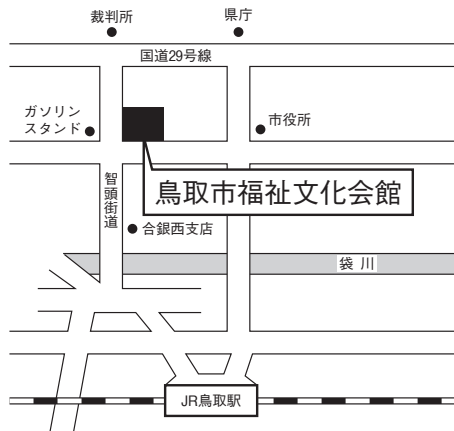 裁判所
県庁
国道29号線
ガソリン
スタンド
市役所
鳥取市福祉文化会館
智頭街道
合銀西支店
袋川
JR鳥取駅